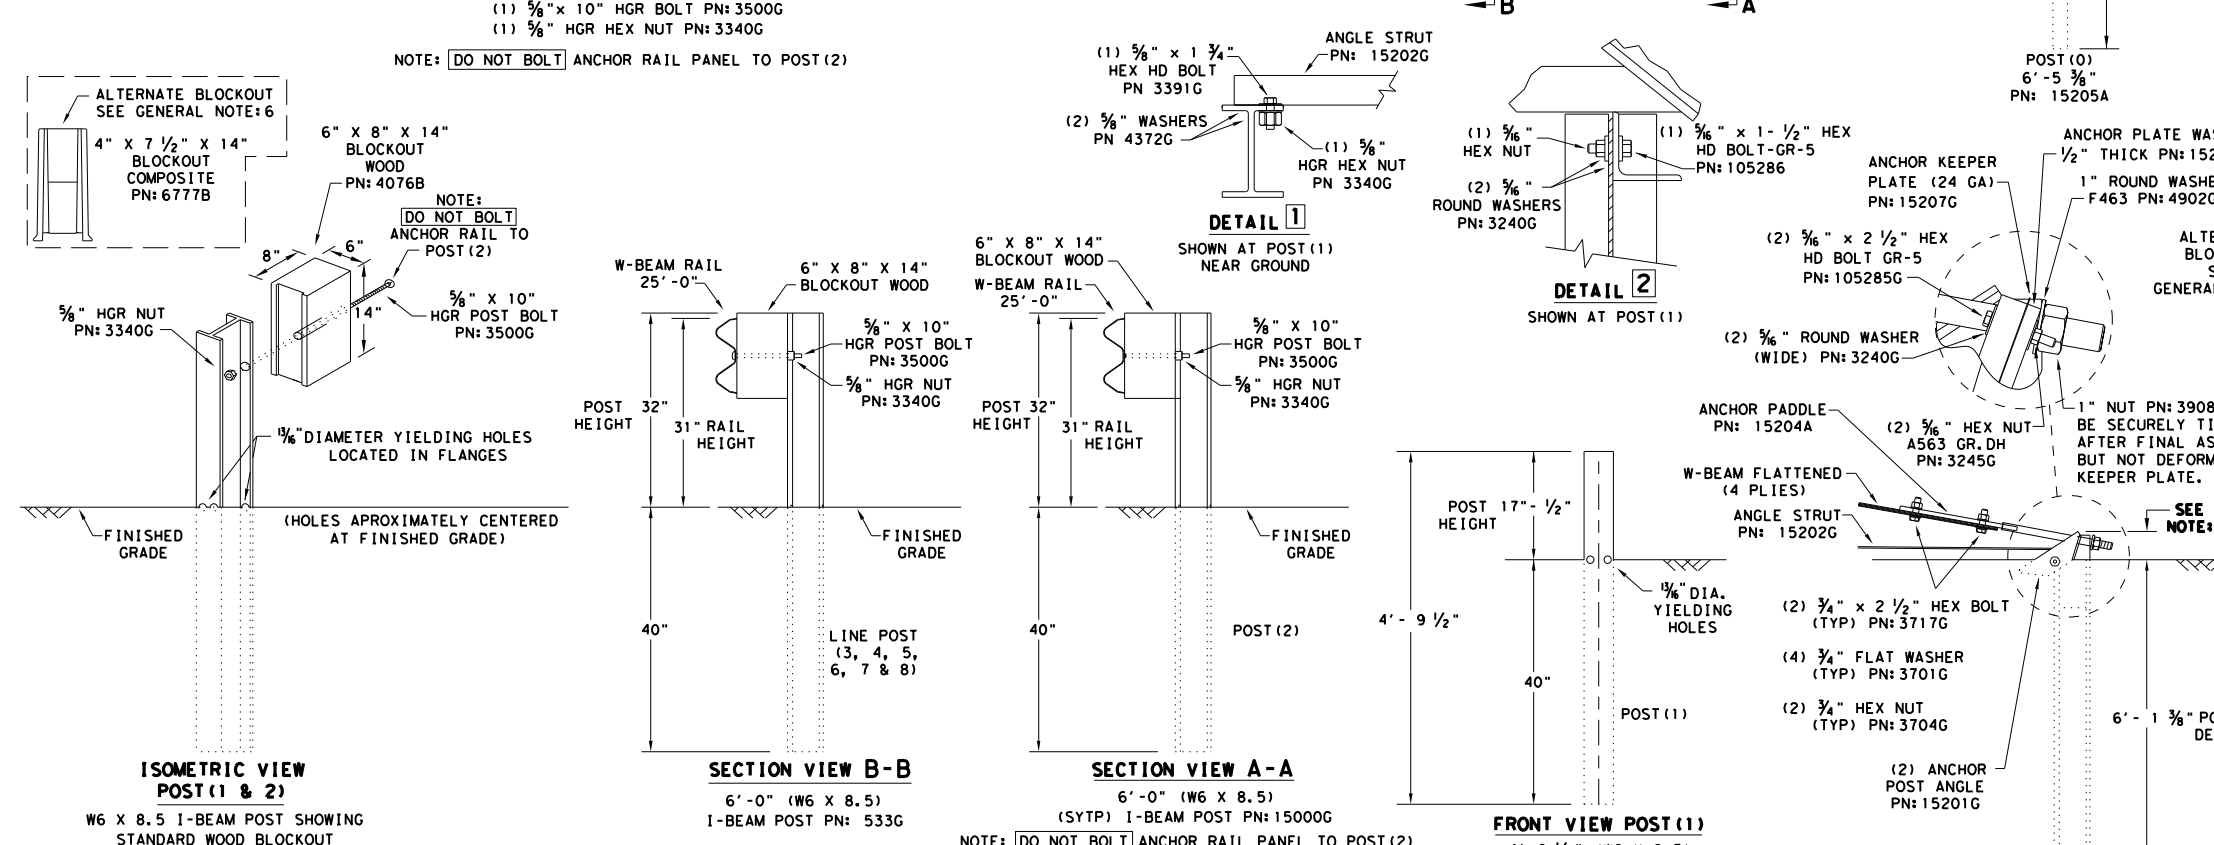 (1) ⅝"x 10" HGR BOLT PN:3500G
(1) ⅝" HGR HEX NUT PN:3340G
NOTE: DO NOT BOLT ANCHOR RAIL PANEL TO POST(2)
ALTERNATE BLOCKOUT
SEE GENERAL NOTE:6
4" X 7 ½" X 14"
BLOCKOUT
COMPOSITE
PN:6777B
6" X 8" X 14"
BLOCKOUT
WOOD
PN:4076B
NOTE:
DO NOT BOLT
ANCHOR RAIL TO
POST(2)
8"
6"
14"
⅝" X 10"
HGR POST BOLT
PN:3500G
⅝" HGR NUT
PN:3340G
13/16"DIAMETER YIELDING HOLES
LOCATED IN FLANGES
FINISHED
GRADE
(HOLES APROXIMATELY CENTERED
AT FINISHED GRADE)
ISOMETRIC VIEW
POST(1 & 2)
W6 X 8.5 I-BEAM POST SHOWING
STANDARD WOOD BLOCKOUT
W-BEAM RAIL
25'-0"
6" X 8" X 14"
BLOCKOUT WOOD
⅝" X 10"
HGR POST BOLT
PN:3500G
⅝" HGR NUT
PN:3340G
POST 32"
HEIGHT
31"RAIL
HEIGHT
FINISHED
GRADE
40"
LINE POST
(3, 4, 5,
6, 7 & 8)
SECTION VIEW B-B
6'-0" (W6 X 8.5)
I-BEAM POST PN: 533G
6" X 8" X 14"
BLOCKOUT WOOD
W-BEAM RAIL
25'-0"
⅝" X 10"
HGR POST BOLT
PN:3500G
⅝" HGR NUT
PN:3340G
POST 32"
HEIGHT
31"RAIL
HEIGHT
FINISHED
GRADE
40"
POST(2)
SECTION VIEW A-A
6'-0" (W6 X 8.5)
(SYTP) I-BEAM POST PN:15000G
NOTE: DO NOT BOLT ANCHOR RAIL PANEL TO POST(2)
B
A
(1) ⅝" x 1 ¾"
HEX HD BOLT
PN 3391G
ANGLE STRUT
PN: 15202G
(2) ⅝" WASHERS
PN 4372G
(1) ⅝"
HGR HEX NUT
PN 3340G
DETAIL 1
SHOWN AT POST(1)
NEAR GROUND
(1) 5/16"
HEX NUT
(1) 5/16" x 1-½" HEX
HD BOLT-GR-5
PN:105286
(2) 5/16"
ROUND WASHERS
PN:3240G
DETAIL 2
SHOWN AT POST(1)
POST 17"-½"
HEIGHT
4'- 9 ½"
40"
13/16"DIA.
YIELDING
HOLES
POST(1)
FRONT VIEW POST(1)
POST(0)
6'-5 ⅜"
PN: 15205A
ANCHOR PLATE WAS
½" THICK PN:152
ANCHOR KEEPER
PLATE (24 GA)
PN:15207G
1" ROUND WASHE
F463 PN:4902G
(2) 5/16" x 2 ½" HEX
HD BOLT GR-5
PN:105285G
ALTE
BLO
S
GENERA
(2) 5/16" ROUND WASHER
(WIDE) PN:3240G
ANCHOR PADDLE
PN: 15204A
(2) 5/16" HEX NUT
A563 GR.DH
PN:3245G
1" NUT PN:3908
BE SECURELY TI
AFTER FINAL AS
BUT NOT DEFORM
KEEPER PLATE.
W-BEAM FLATTENED
(4 PLIES)
ANGLE STRUT
PN: 15202G
SEE
NOTE:
(2) ¾" x 2 ½" HEX BOLT
(TYP) PN:3717G
(4) ¾" FLAT WASHER
(TYP) PN:3701G
(2) ¾" HEX NUT
(TYP) PN:3704G
6'- 1 ⅜" PO
DE
(2) ANCHOR
POST ANGLE
PN:15201G